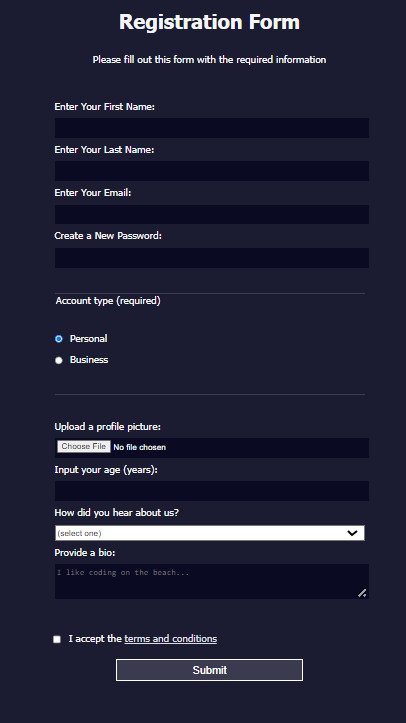 Registration Form
Please fill out this form with the required information
Enter Your First Name:
Enter Your Last Name:
Enter Your Email:
Create a New Password:
Account type (required)
Personal
Business
Upload a profile picture:
Choose File No file chosen
Input your age (years):
How did you hear about us?
(select one)
Provide a bio:
I like coding on the beach...
I accept the terms and conditions
Submit